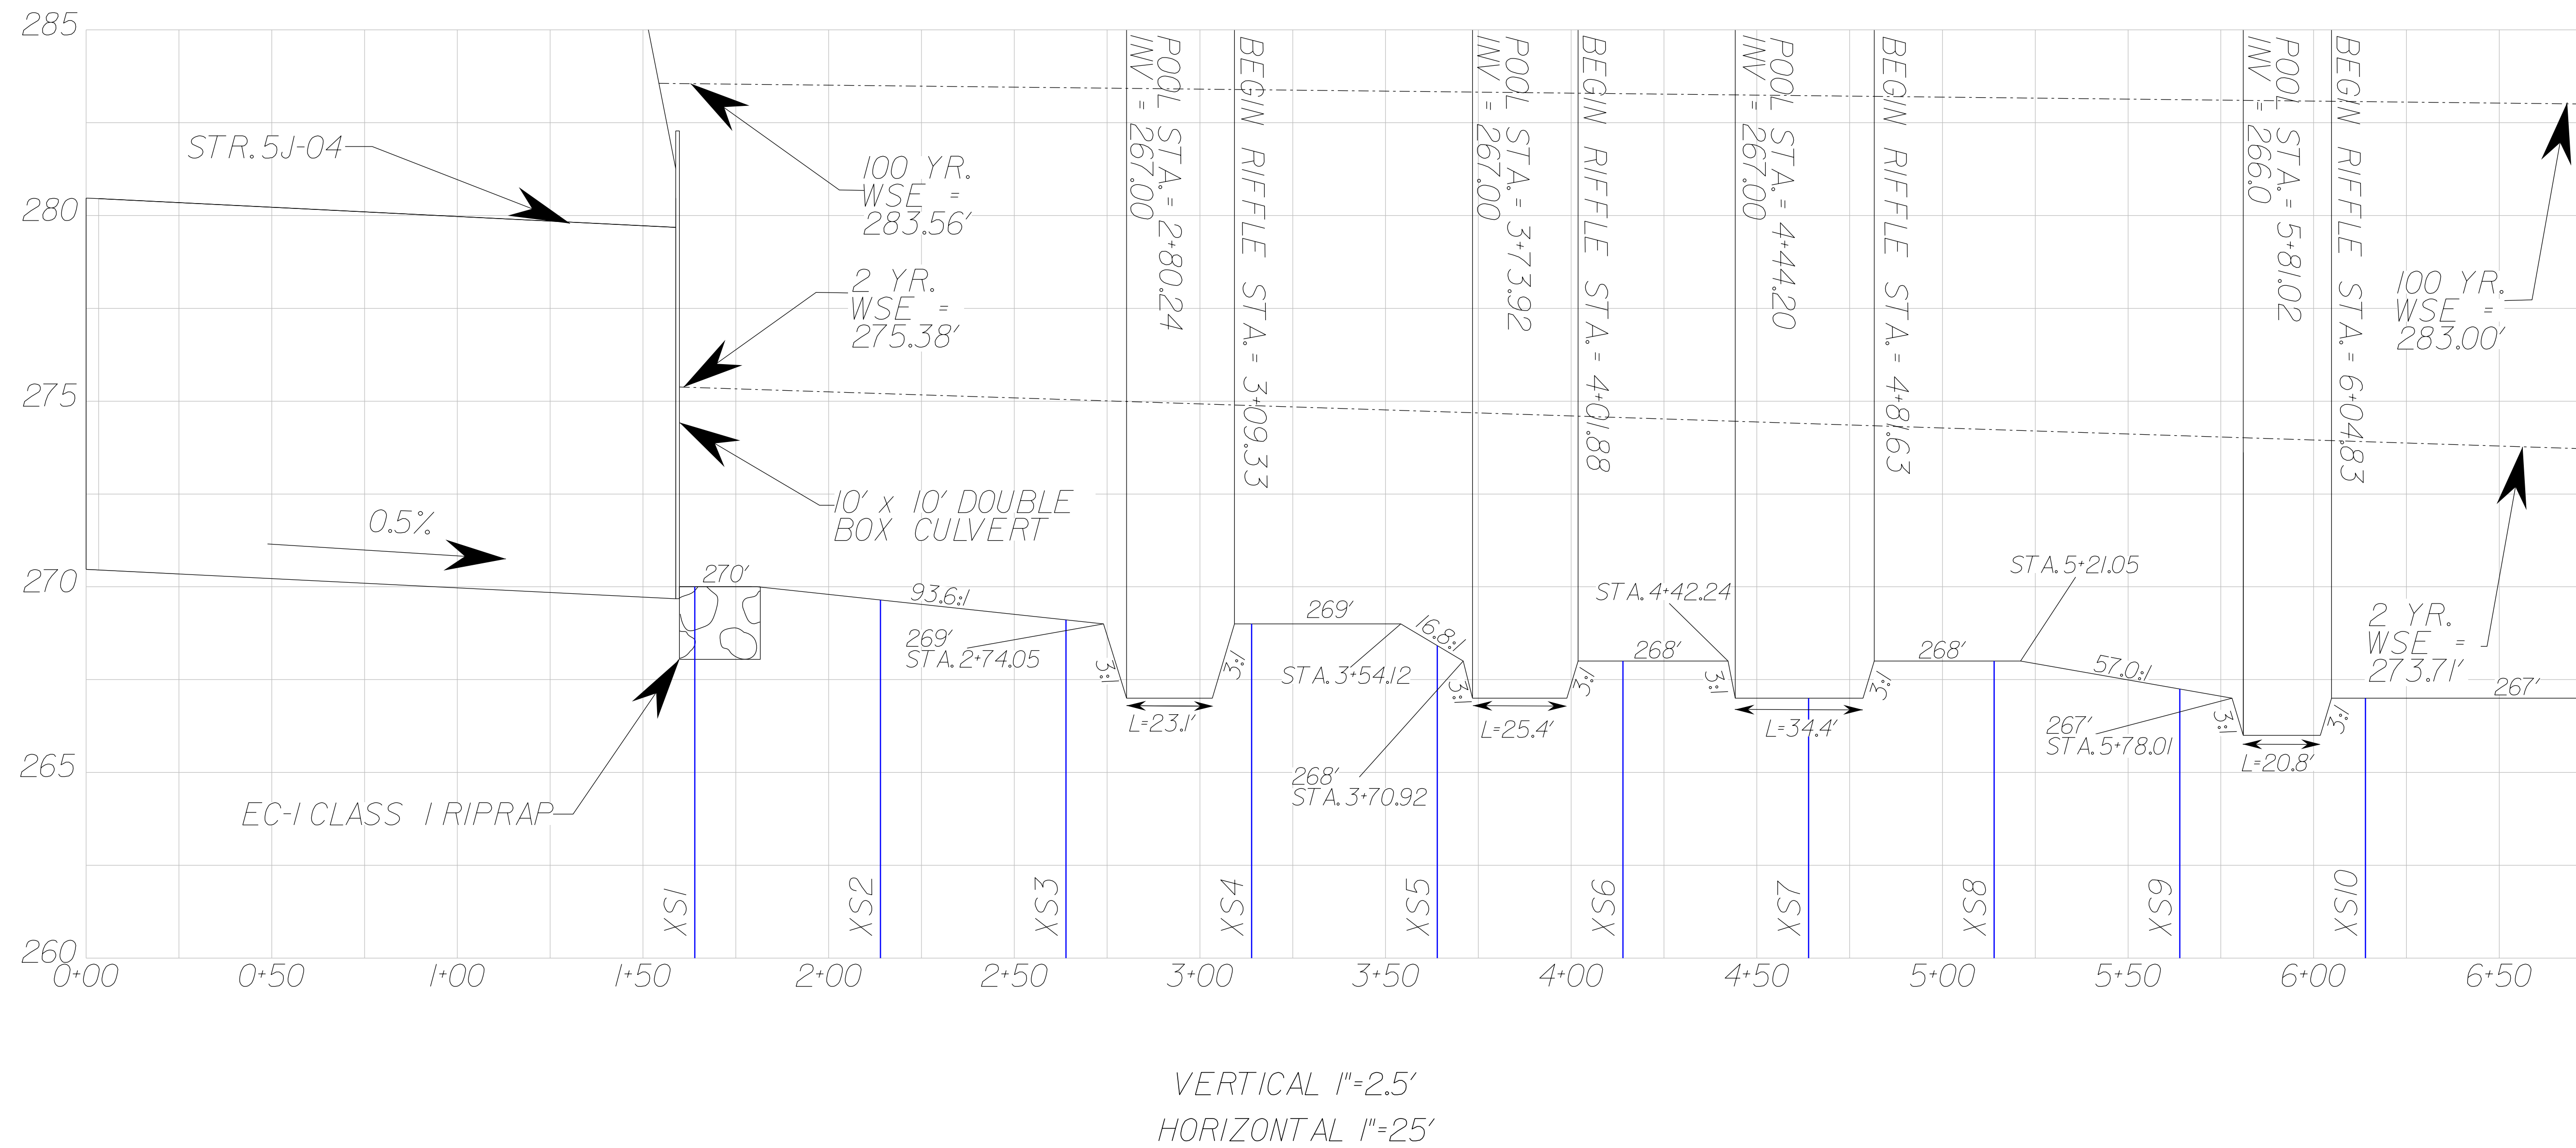 285
280
275
270
265
260
STR. 5J-04
100 YR.
WSE =
283.56'
2 YR.
WSE =
275.38'
10' x 10' DOUBLE
BOX CULVERT
0.5%
EC-1 CLASS 1 RIPRAP
270'
93.6:1
269'
STA. 2+74.05
3:1
POOL STA. = 2+80.24
INV = 267.00
L=23.1'
3:1
BEGIN RIFFLE STA. = 3+09.33
269'
STA. 3+54.12
16.8:1
268'
STA. 3+70.92
3:1
POOL STA. = 3+73.92
INV = 267.00
L=25.4'
3:1
BEGIN RIFFLE STA. = 4+01.88
268'
STA. 4+42.24
3:1
POOL STA. = 4+44.20
INV = 267.00
L=34.4'
3:1
BEGIN RIFFLE STA. = 4+81.63
268'
STA. 5+21.05
57.0:1
267'
STA. 5+78.01
3:1
POOL STA. = 5+81.02
INV = 266.0
L=20.8'
3:1
BEGIN RIFFLE STA. = 6+04.83
267'
100 YR.
WSE =
283.00'
2 YR.
WSE =
273.71'
XS1
XS2
XS3
XS4
XS5
XS6
XS7
XS8
XS9
XS10
0+00
0+50
1+00
1+50
2+00
2+50
3+00
3+50
4+00
4+50
5+00
5+50
6+00
6+50
VERTICAL 1"=2.5'
HORIZONTAL 1"=25'